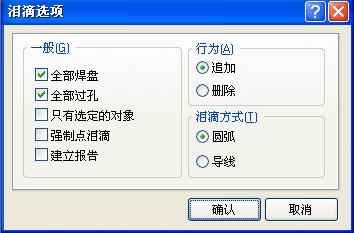 泪滴选项
一般(G)
全部焊盘
全部过孔
只有选定的对象
强制点泪滴
建立报告
行为(A)
追加
删除
泪滴方式(T)
圆弧
导线
确认
取消